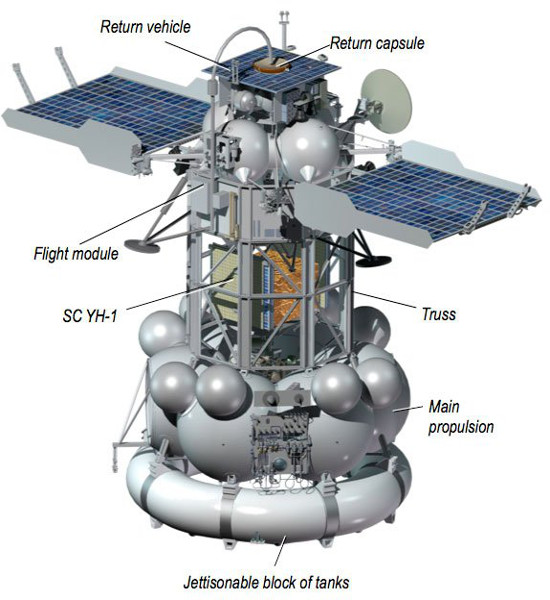 Return vehicle
Return capsule
Flight module
SC YH-1
Truss
Main
propulsion
Jettisonable block of tanks